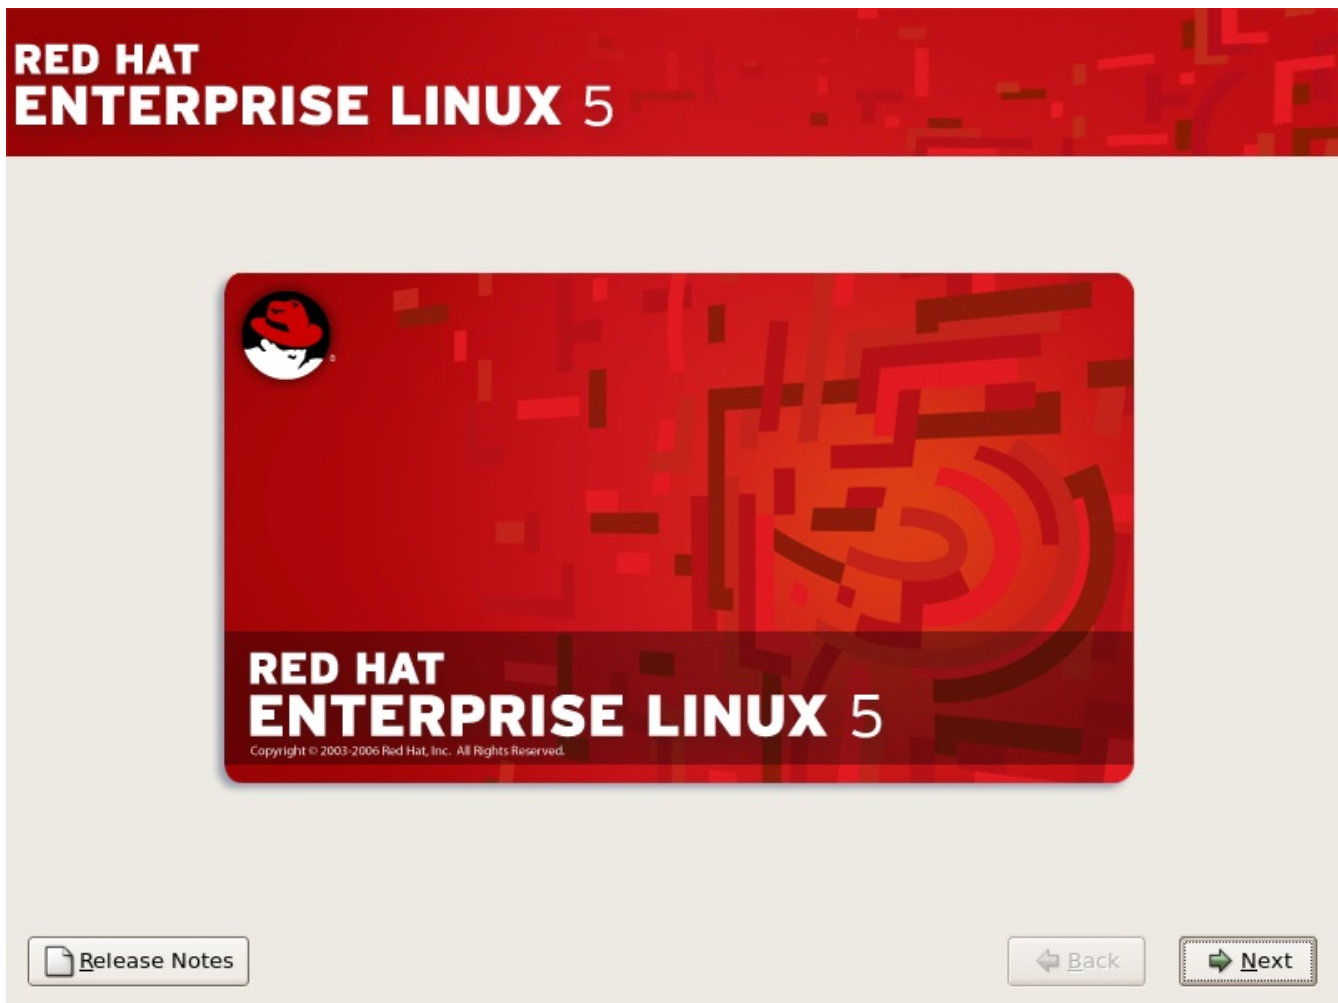 RED HAT
ENTERPRISE LINUX 5
RED HAT
ENTERPRISE LINUX 5
Copyright © 2003-2006 Red Hat, Inc. All Rights Reserved.
Release Notes
Back
Next